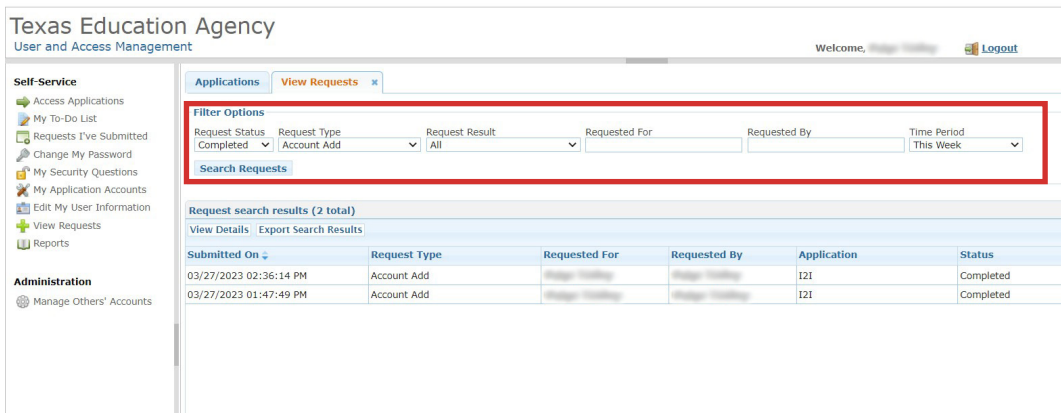 Texas Education Agency
User and Access Management
Welcome,
Logout
Self-Service
Access Applications
My To-Do List
Requests I've Submitted
Change My Password
My Security Questions
My Application Accounts
Edit My User Information
View Requests
Reports
Administration
Manage Others' Accounts
Applications View Requests
Filter Options
Request Status Request Type Request Result Requested For Requested By Time Period
Completed Account Add All This Week
Search Requests
Request search results (2 total)
View Details Export Search Results
Submitted On Request Type Requested For Requested By Application Status
03/27/2023 02:36:14 PM Account Add I2I Completed
03/27/2023 01:47:49 PM Account Add I2I Completed